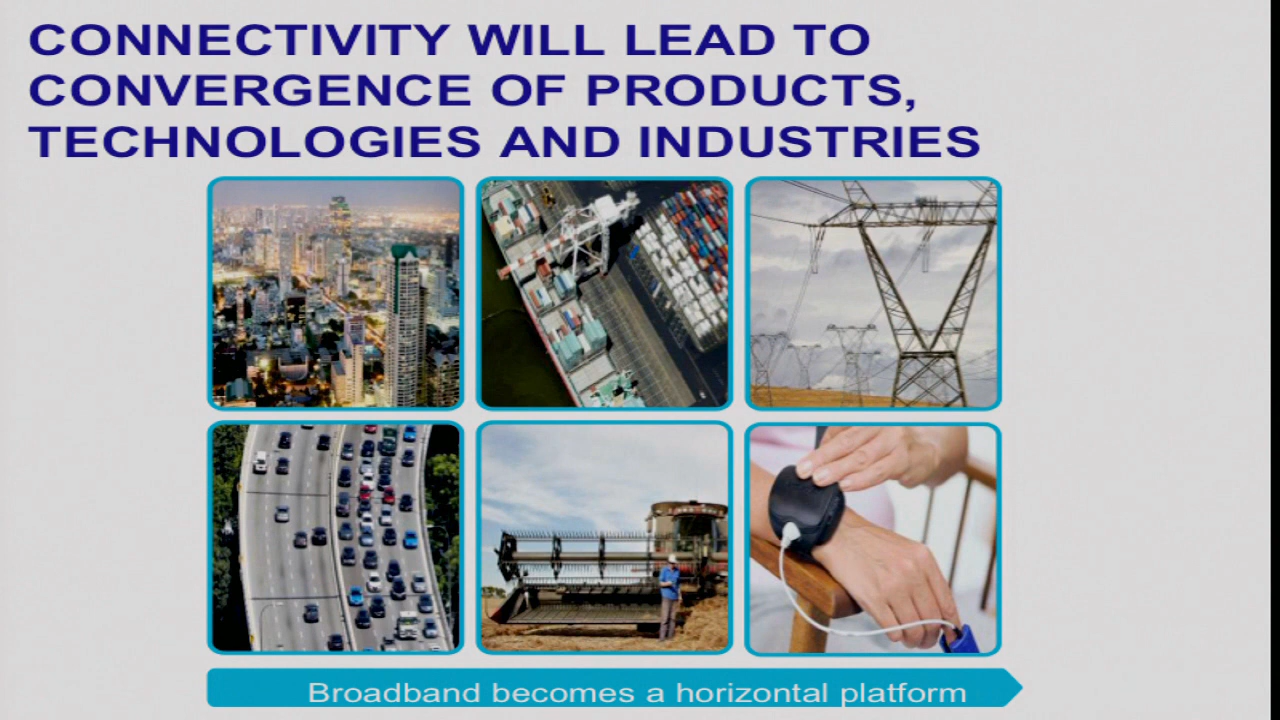 CONNECTIVITY WILL LEAD TO
CONVERGENCE OF PRODUCTS,
TECHNOLOGIES AND INDUSTRIES
Broadband becomes a horizontal platform